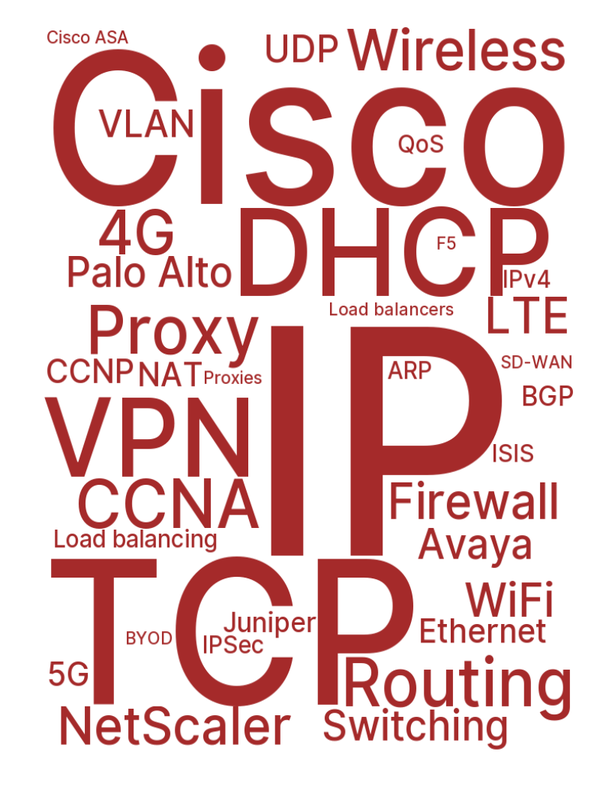 Cisco ASA
UDP Wireless
Cisco
VLAN
QoS
4G
DHCP
F5
Palo Alto
IPv4
Load balancers
LTE
Proxy
IP
CCNP NAT Proxies
ARP
SD-WAN
BGP
VPN
ISIS
CCNA
Firewall
Load balancing
Avaya
TCP
WiFi
Juniper
Ethernet
BYOD
IPSec
5G
Routing
NetScaler
Switching